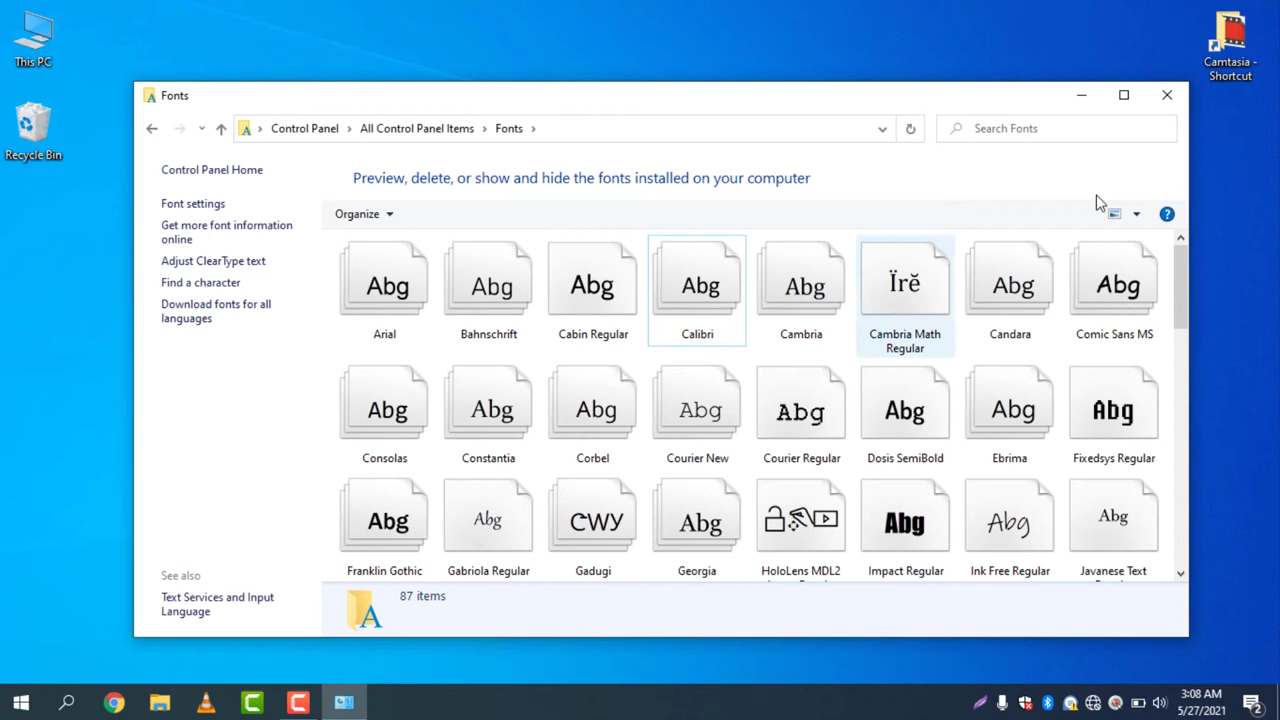 This PC
Recycle Bin
Camtasia -
Shortcut
Fonts
Control Panel
All Control Panel Items
Fonts
Search Fonts
Control Panel Home
Font settings
Get more font information
online
Adjust ClearType text
Find a character
Download fonts for all
languages
See also
Text Services and Input
Language
Preview, delete, or show and hide the fonts installed on your computer
Organize
Abg Abg Abg Abg Abg Ïrĕ Abg Abg
Arial Bahnschrift Cabin Regular Calibri Cambria Cambria Math Candara Comic Sans MS
Regular
Abg Abg Abg Abg Abg Abg Abg Abg
Consolas Constantia Corbel Courier New Courier Regular Dosis SemiBold Ebrima Fixedsys Regular
Abg Abg ᑕᘺᎩ Abg Abg Abg Abg
Franklin Gothic Gabriola Regular Gadugi Georgia HoloLens MDL2 Impact Regular Ink Free Regular Javanese Text
87 items
3:08 AM
5/27/2021
2